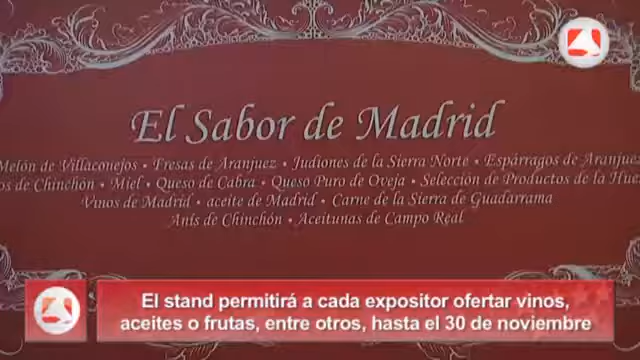 El Sabor de Madrid
Melón de Villaconejos • Fresas de Aranjuez • Judiones de la Sierra Norte • Espárragos de Aranjuez
de Chinchón • Miel • Queso de Cabra • Queso Puro de Oveja • Selección de Productos de la
Vinos de Madrid • aceite de Madrid • Carne de la Sierra de Guadarrama
Anís de Chinchón • Aceitunas de Campo Real
El stand permitirá a cada expositor ofertar vinos,
aceites o frutas, entre otros, hasta el 30 de noviembre